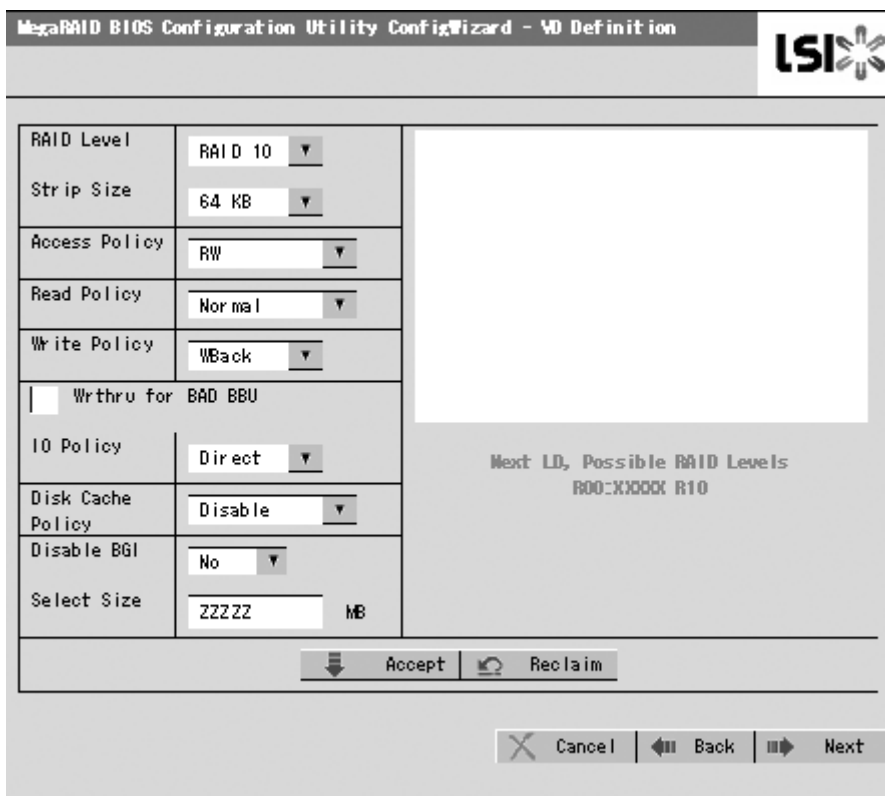 MegaRAID BIOS Configuration Utility ConfigWizard - VD Definition
LSI
RAID Level
RAID 10
Strip Size
64 KB
Access Policy
RW
Read Policy
Normal
Write Policy
WBack
Wrthru for BAD BBU
IO Policy
Direct
Disk Cache
Policy
Disable
Disable BGI
No
Select Size
ZZZZZ
MB
Next LD, Possible RAID Levels
R00:XXXXX R10
Accept
Reclaim
Cancel
Back
Next